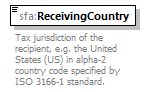 sfa:ReceivingCountry
Tax jurisdiction of the
recipient, e.g. the United
States (US) in alpha-2
country code specified by
ISO 3166-1 standard.